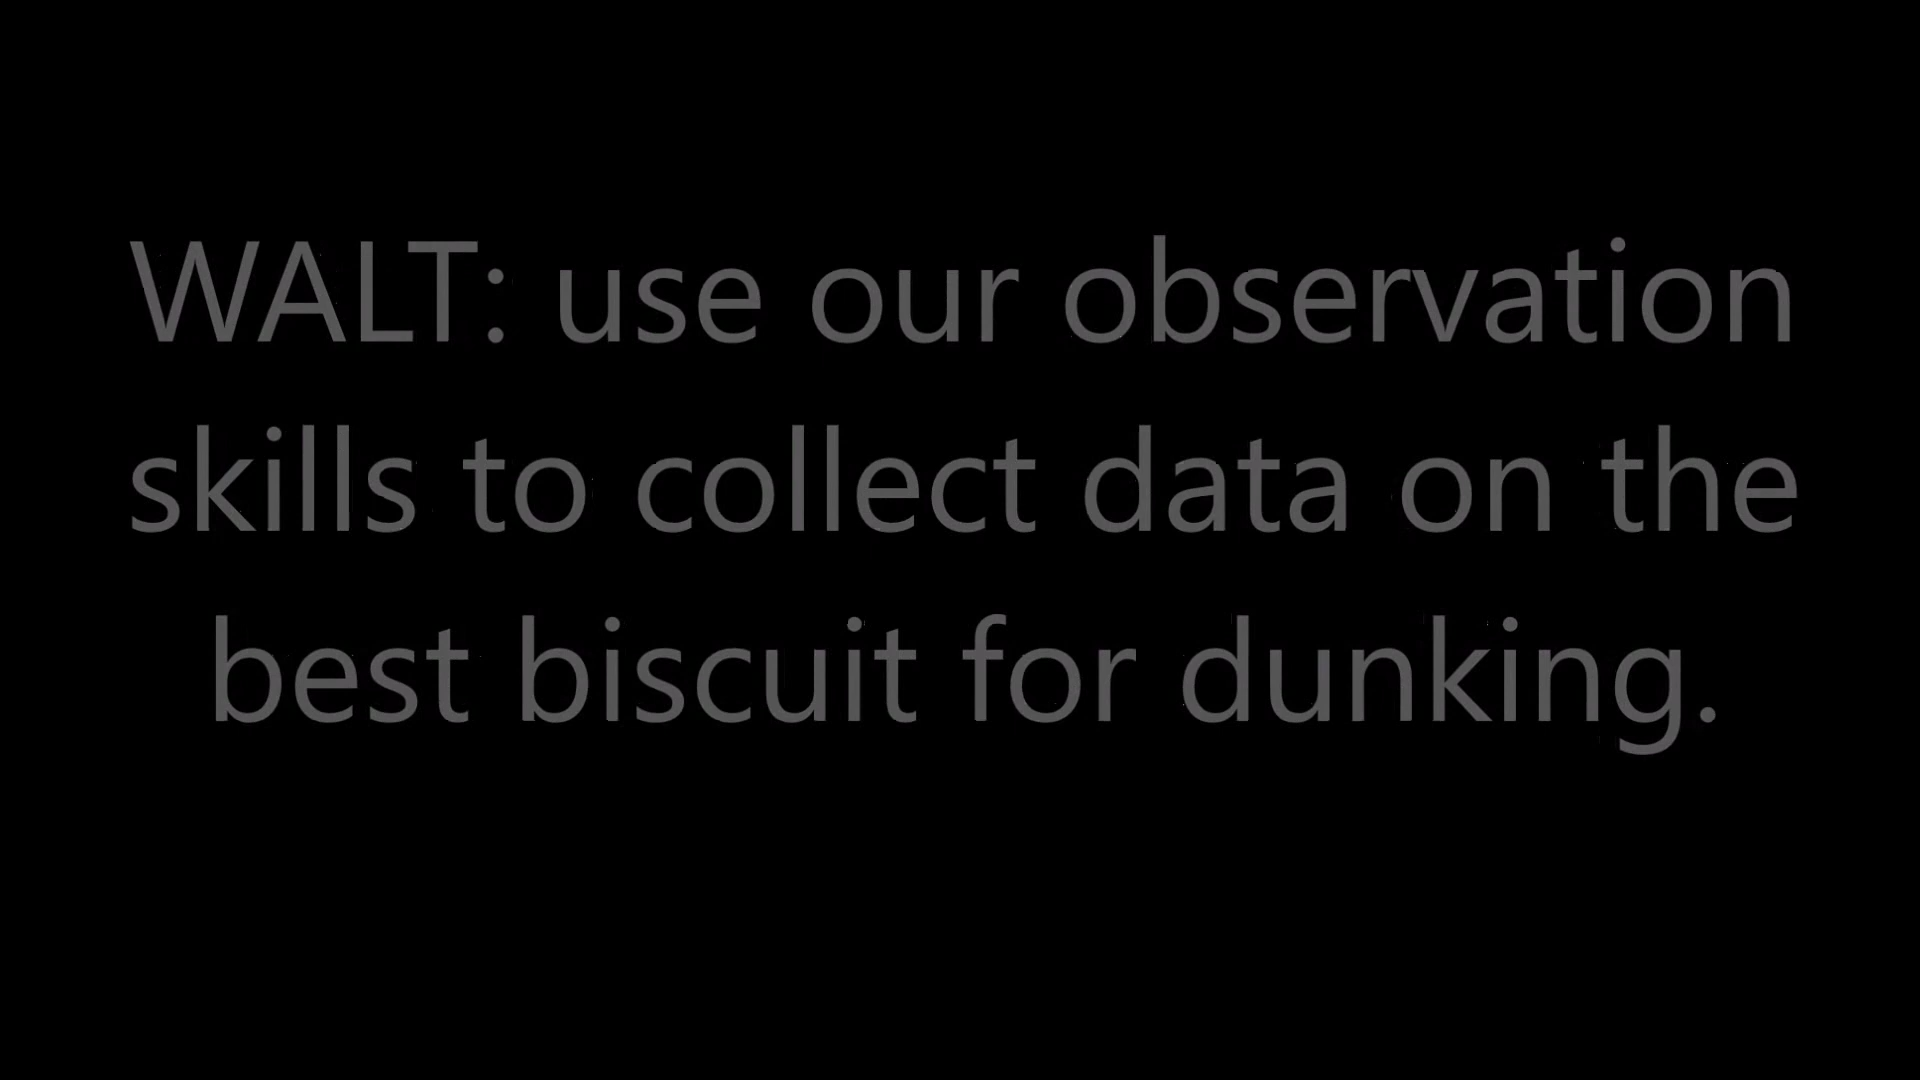 WALT: use our observation
skills to collect data on the
best biscuit for dunking.